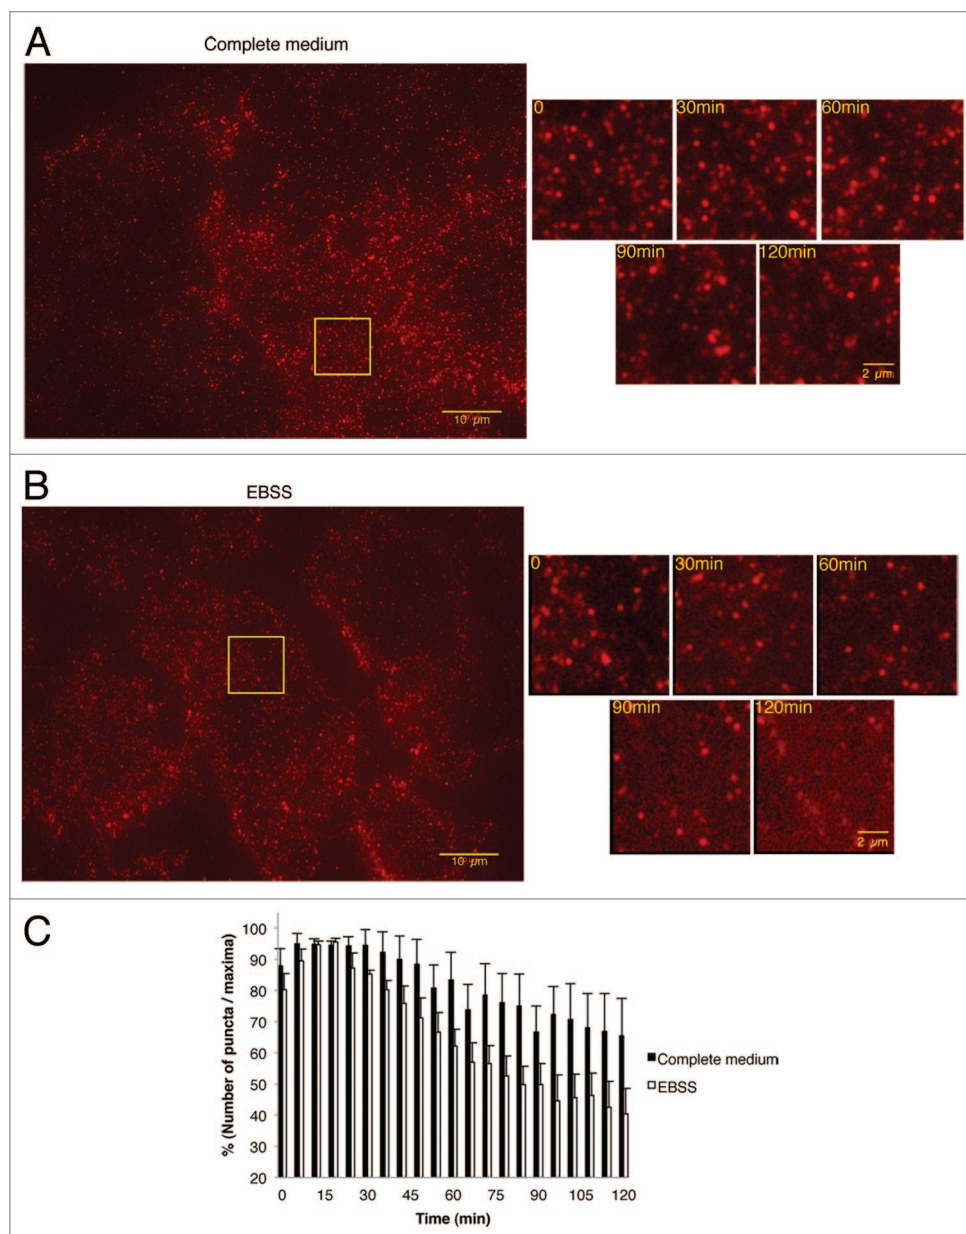 A
Complete medium
0
30min
60min
90min
120min
2 µm
10 µm
B
EBSS
0
30min
60min
90min
120min
2 µm
10 µm
C
% (Number of puncta / maxima)
100
90
80
70
60
50
40
30
20
0 15 30 45 60 75 90 105 120
Time (min)
Complete medium
EBSS